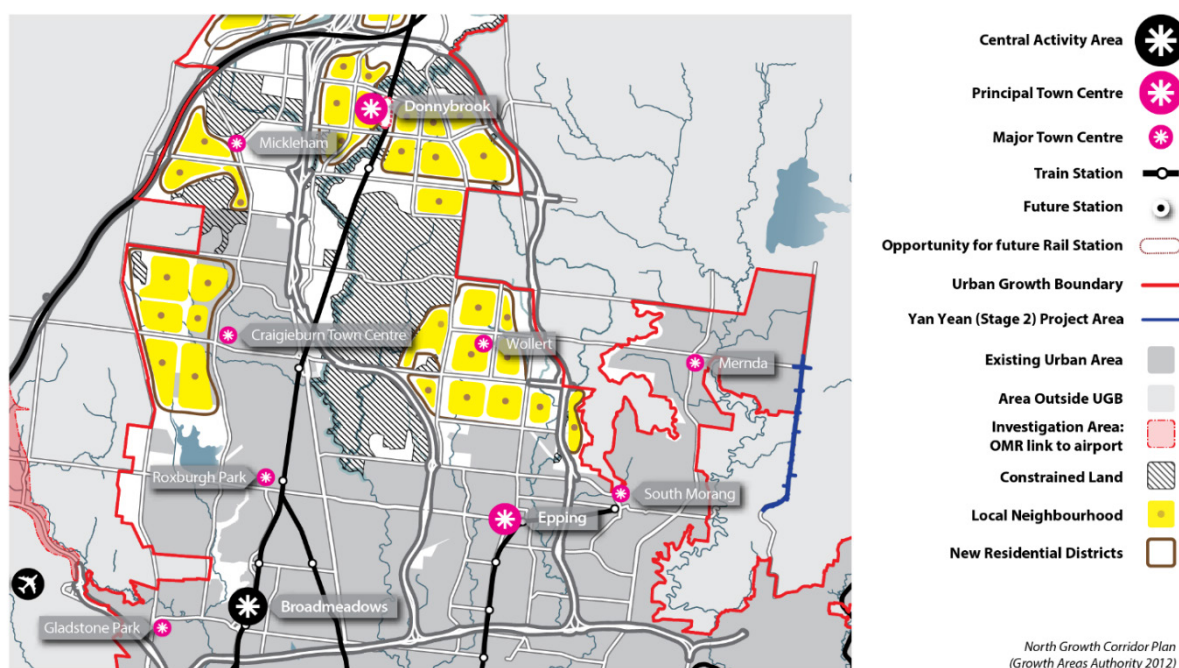 Donnybrook
Mickleham
Craigieburn Town Centre
Wollert
Mernda
Roxburgh Park
South Morang
Epping
Broadmeadows
Gladstone Park
Central Activity Area
Principal Town Centre
Major Town Centre
Train Station
Future Station
Opportunity for future Rail Station
Urban Growth Boundary
Yan Yean (Stage 2) Project Area
Existing Urban Area
Area Outside UGB
Investigation Area:
OMR link to airport
Constrained Land
Local Neighbourhood
New Residential Districts
North Growth Corridor Plan
(Growth Areas Authority 2012)